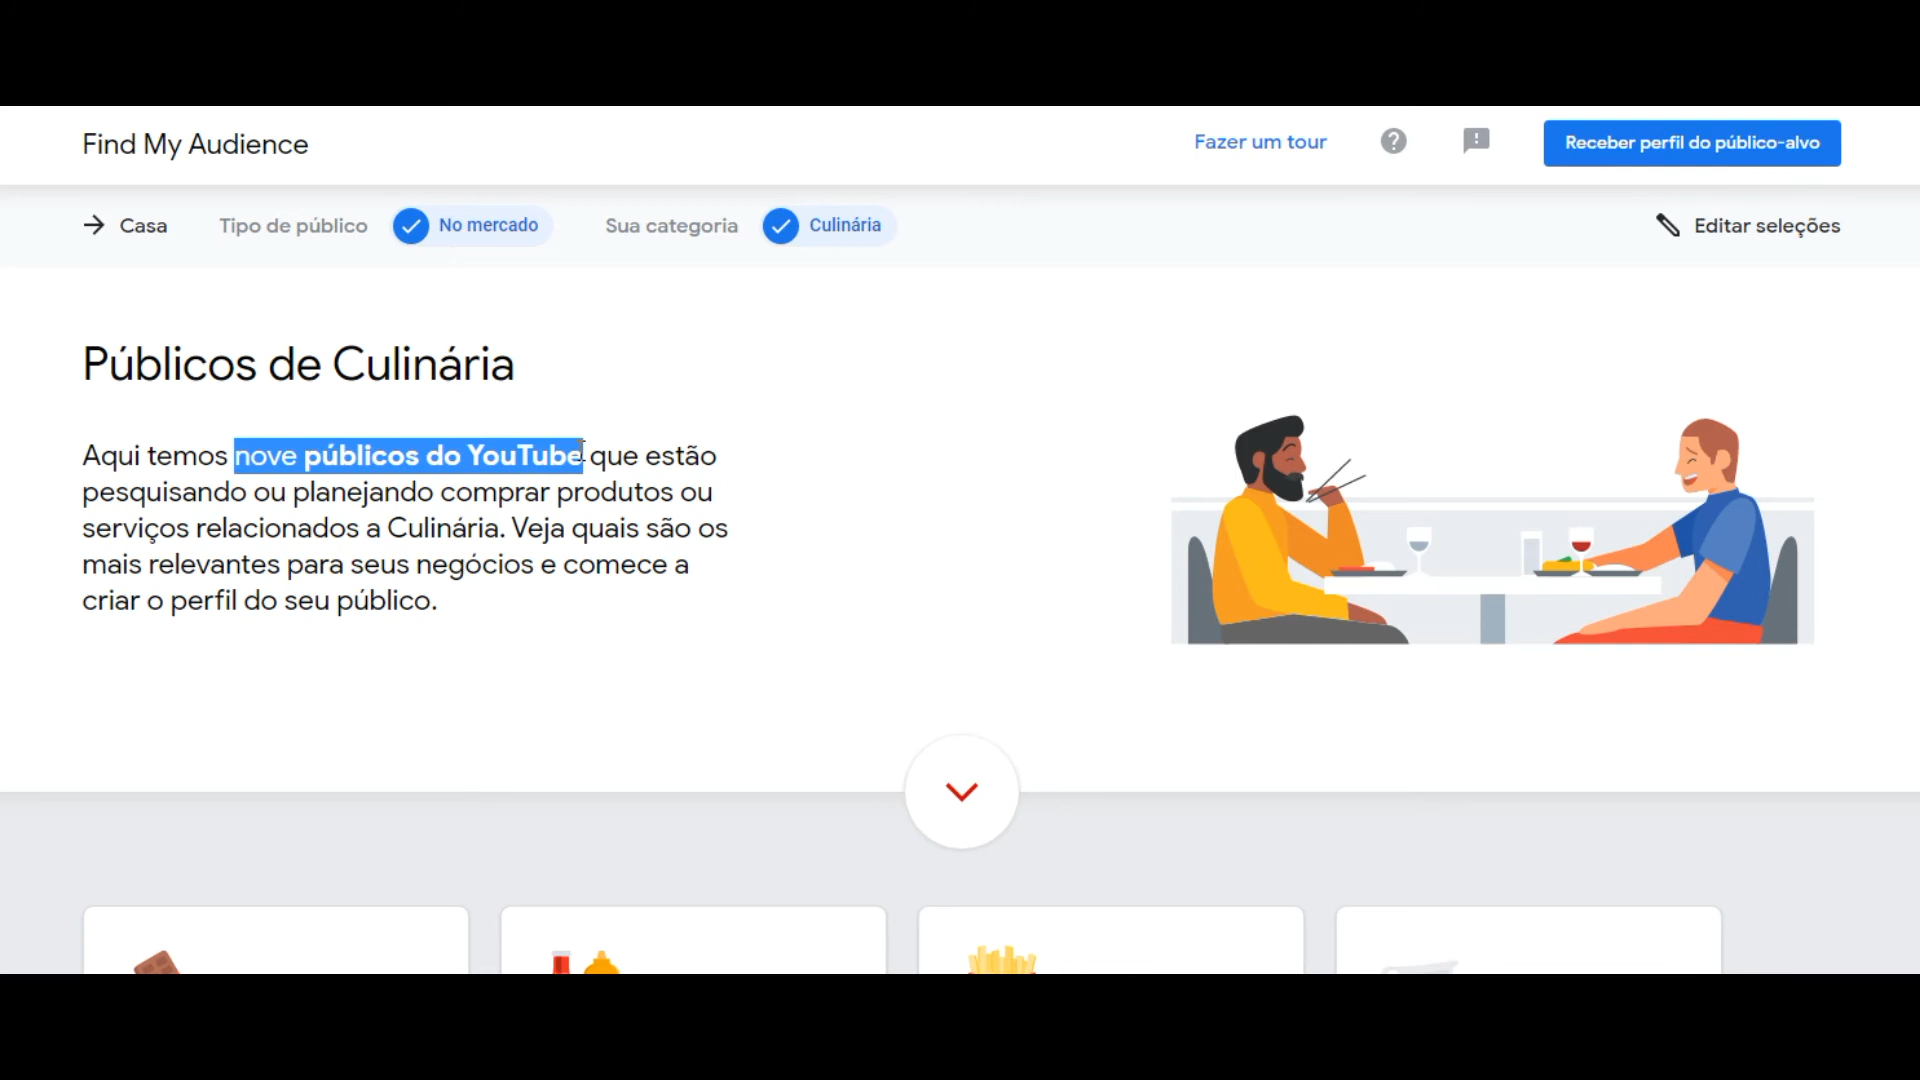 Find My Audience
Fazer um tour
Receber perfil do público-alvo
Casa
Tipo de público
No mercado
Sua categoria
Culinária
Editar seleções
Públicos de Culinária
Aqui temos nove públicos do YouTube que estão
pesquisando ou planejando comprar produtos ou
serviços relacionados a Culinária. Veja quais são os
mais relevantes para seus negócios e comece a
criar o perfil do seu público.